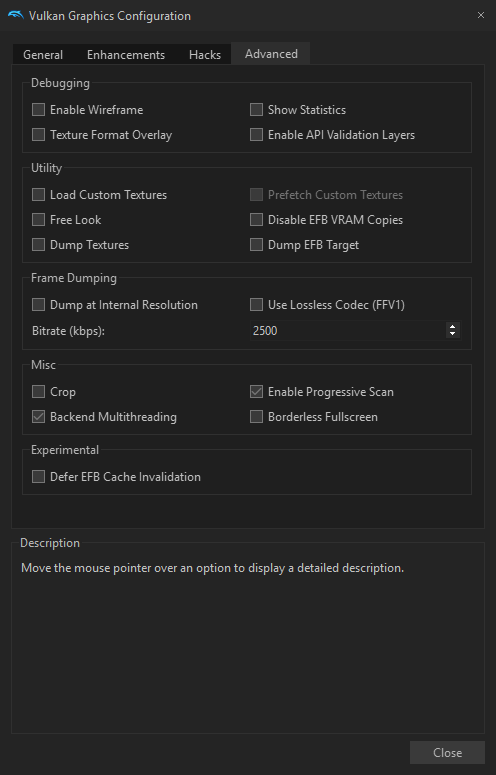 Vulkan Graphics Configuration
General Enhancements Hacks Advanced
Debugging
Enable Wireframe Show Statistics
Texture Format Overlay Enable API Validation Layers
Utility
Load Custom Textures Prefetch Custom Textures
Free Look Disable EFB VRAM Copies
Dump Textures Dump EFB Target
Frame Dumping
Dump at Internal Resolution Use Lossless Codec (FFV1)
Bitrate (kbps): 2500
Misc
Crop Enable Progressive Scan
Backend Multithreading Borderless Fullscreen
Experimental
Defer EFB Cache Invalidation
Description
Move the mouse pointer over an option to display a detailed description.
Close